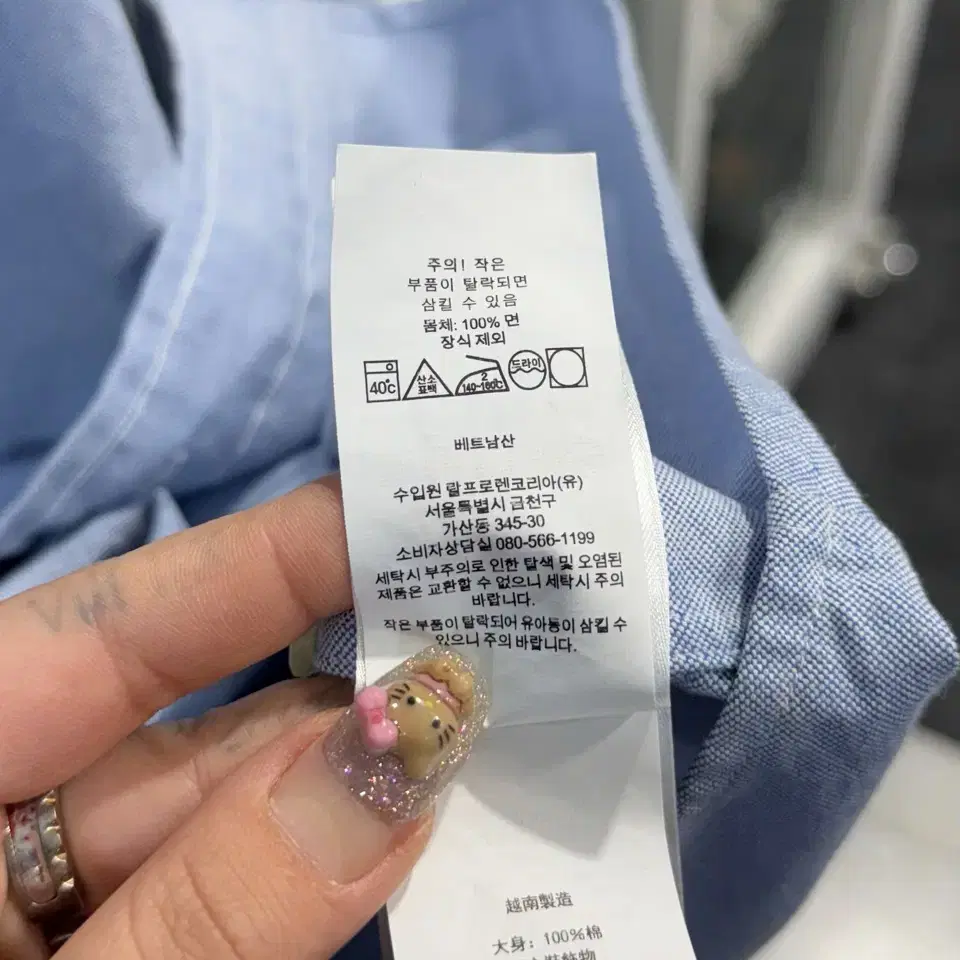 주의! 작은
부품이 탈락되면
삼킬 수 있음
몸체: 100% 면
장식 제외
40℃ 산소 표백 2 140~160℃ 드라이
베트남산
수입원 랄프로렌코리아(유)
서울특별시 금천구
가산동 345-30
소비자상담실 080-566-1199
세탁시 부주의로 인한 탈색 및 오염된
제품은 교환할 수 없으니 세탁시 주의
바랍니다.
작은 부품이 탈락되어 유아동이 삼킬 수
있으니 주의 바랍니다.
越南製造
大身: 100%棉